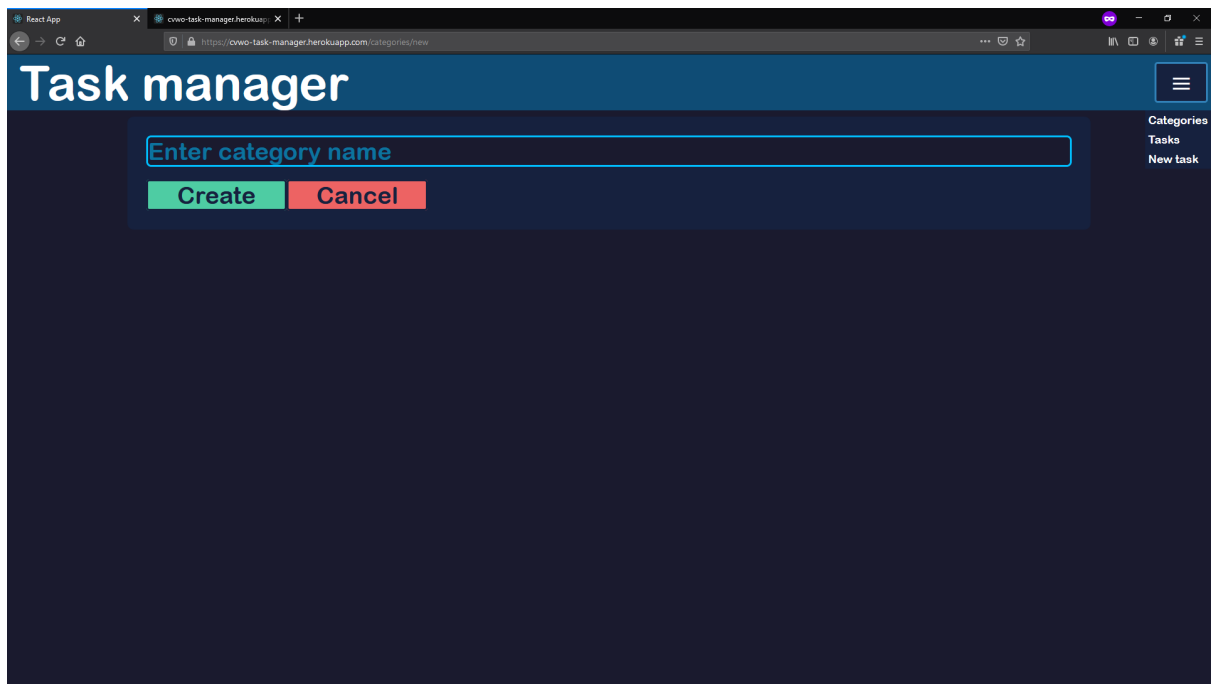 React App
cvwo-task-manager.herokuapp
https://cvwo-task-manager.herokuapp.com/categories/new
Task manager
Categories
Tasks
New task
Enter category name
Create Cancel